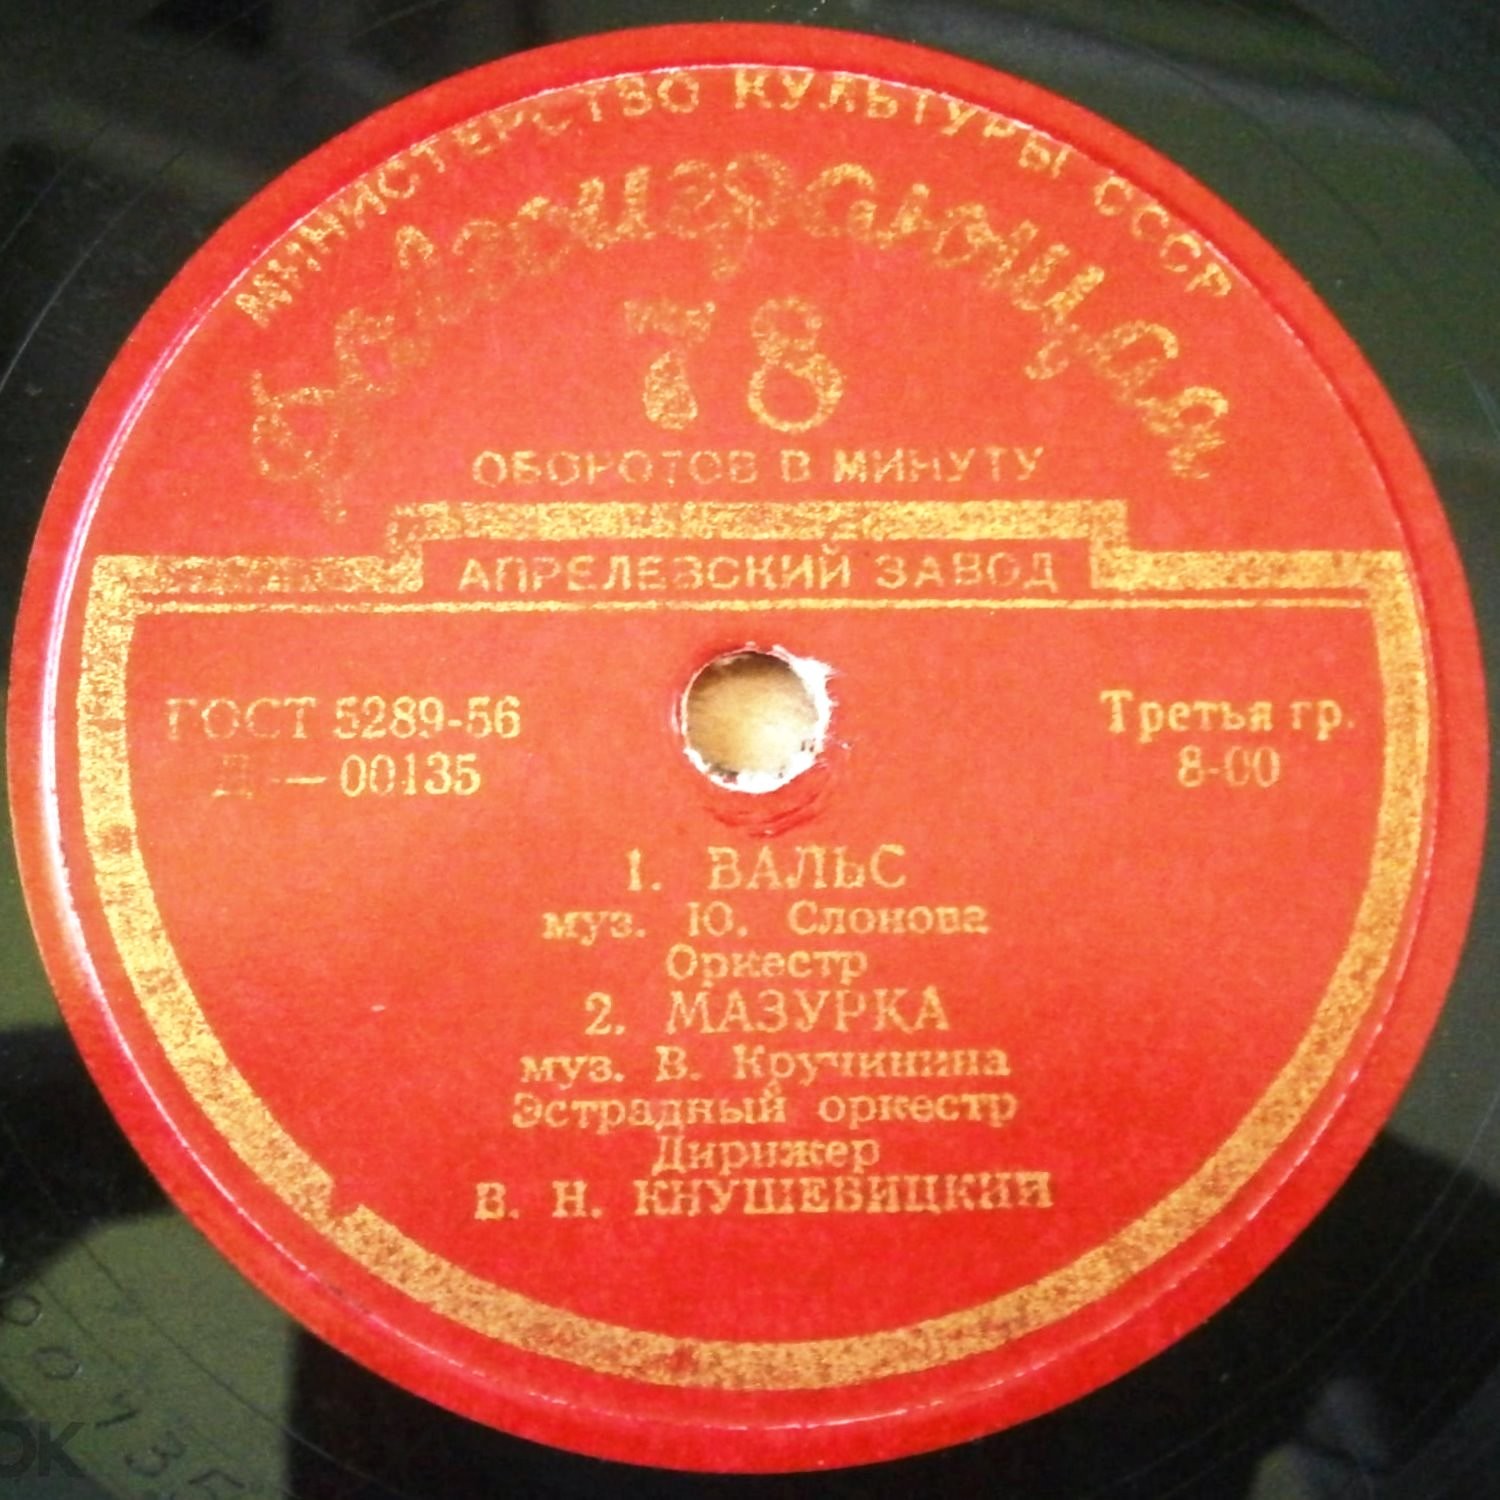 МИНИСТЕРСТВО КУЛЬТУРЫ СССР
Долгоиграющая
78
ОБОРОТОВ В МИНУТУ
АПРЕЛЕВСКИЙ ЗАВОД
ГОСТ 5289-56
Д — 00135
Третья гр.
8-00
1. ВАЛЬС
муз. Ю. Слонова
Оркестр
2. МАЗУРКА
муз. В. Кручинина
Эстрадный оркестр
Дирижер
В. Н. КНУШЕВИЦКИЙ